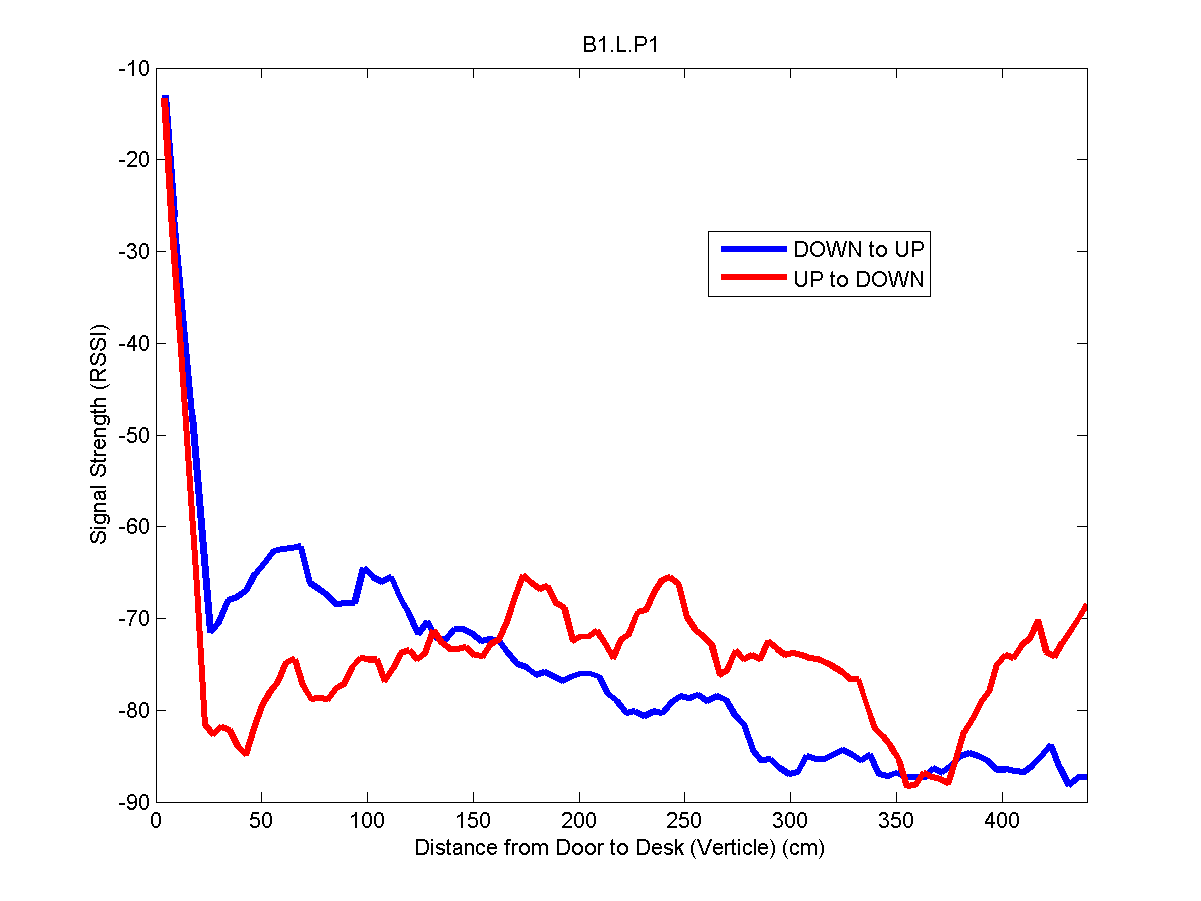 B1.L.P1
-10
-20
-30
-40
-50
-60
-70
-80
-90
Signal Strength (RSSI)
DOWN to UP
UP to DOWN
0 50 100 150 200 250 300 350 400
Distance from Door to Desk (Verticle) (cm)